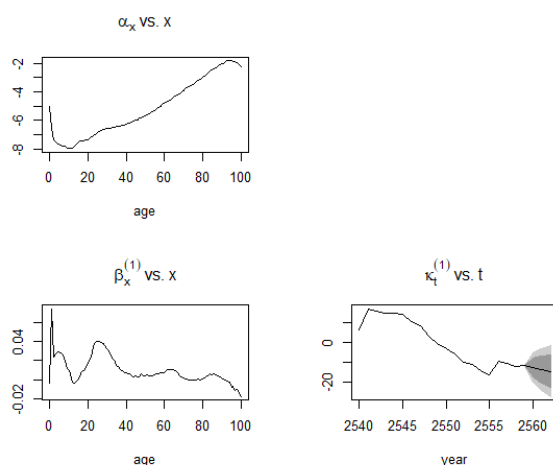 αₓ vs. x
-2
-4
-6
-8
0 20 40 60 80 100
age
βₓ⁽¹⁾ vs. x
0.04
-0.02
0 20 40 60 80 100
age
κₜ⁽¹⁾ vs. t
0
-20
2540 2545 2550 2555 2560
year